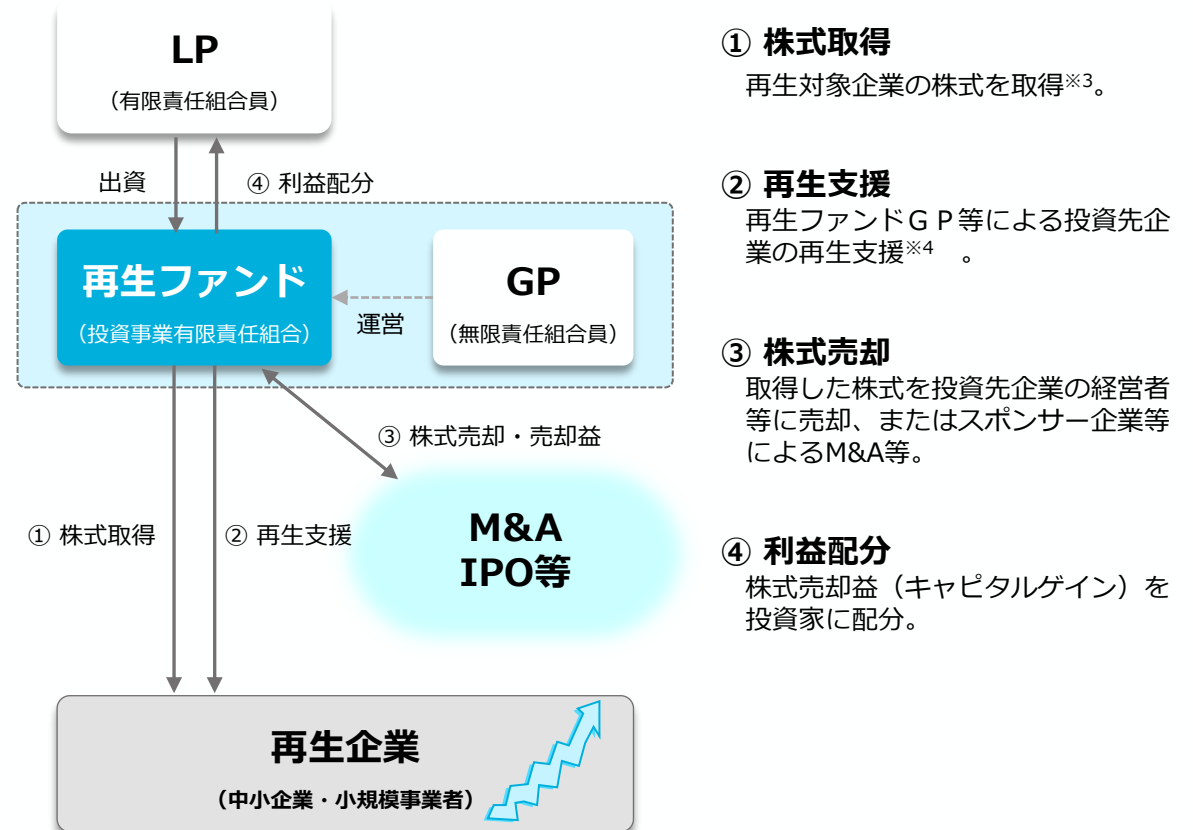 LP
（有限責任組合員）
出資
④ 利益配分
再生ファンド
（投資事業有限責任組合）
運営
GP
（無限責任組合員）
③ 株式売却・売却益
① 株式取得
② 再生支援
M&A
IPO等
再生企業
（中小企業・小規模事業者）
① 株式取得
再生対象企業の株式を取得※3。
② 再生支援
再生ファンドＧＰ等による投資先企
業の再生支援※4　。
③ 株式売却
取得した株式を投資先企業の経営者
等に売却、またはスポンサー企業等
によるM&A等。
④ 利益配分
株式売却益（キャピタルゲイン）を
投資家に配分。